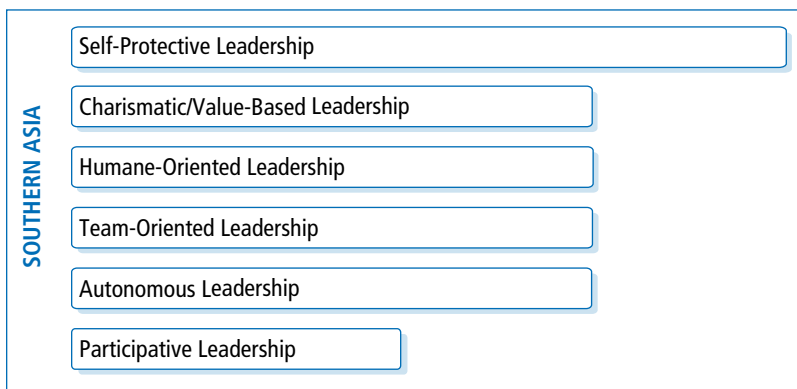 SOUTHERN ASIA
Self-Protective Leadership
Charismatic/Value-Based Leadership
Humane-Oriented Leadership
Team-Oriented Leadership
Autonomous Leadership
Participative Leadership